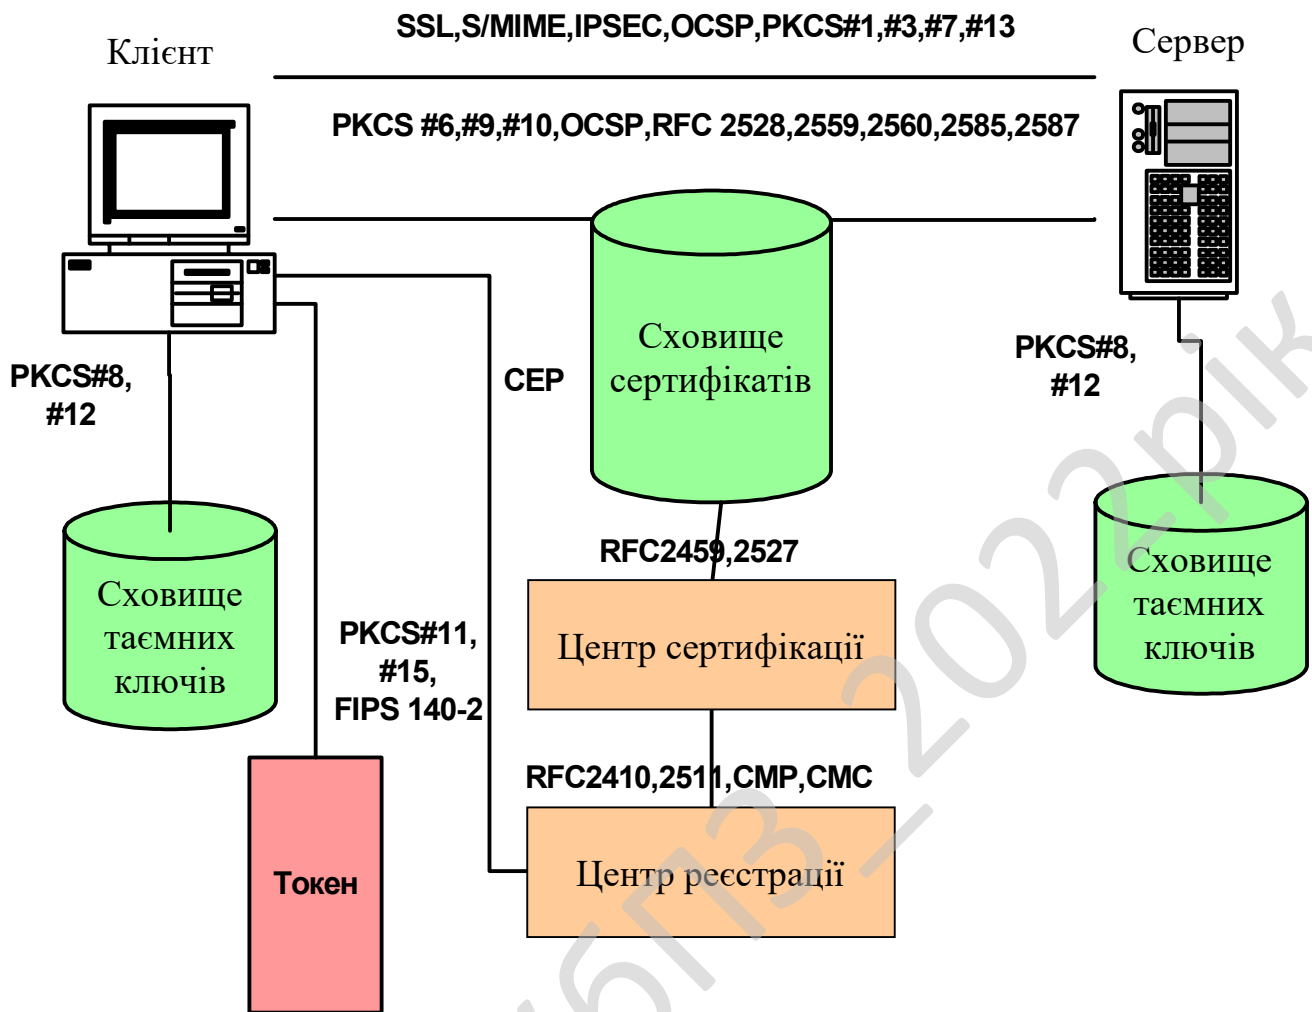 SSL,S/MIME,IPSEC,OCSP,PKCS#1,#3,#7,#13
Клієнт
Сервер
PKCS #6,#9,#10,OCSP,RFC 2528,2559,2560,2585,2587
Сховище
сертифікатів
PKCS#8,
#12
CEP
PKCS#8,
#12
RFC2459,2527
Сховище
таємних
ключів
Сховище
таємних
ключів
Центр сертифікації
PKCS#11,
#15,
FIPS 140-2
RFC2410,2511,CMP,CMC
Токен
Центр реєстрації
бПЗ_2022рік